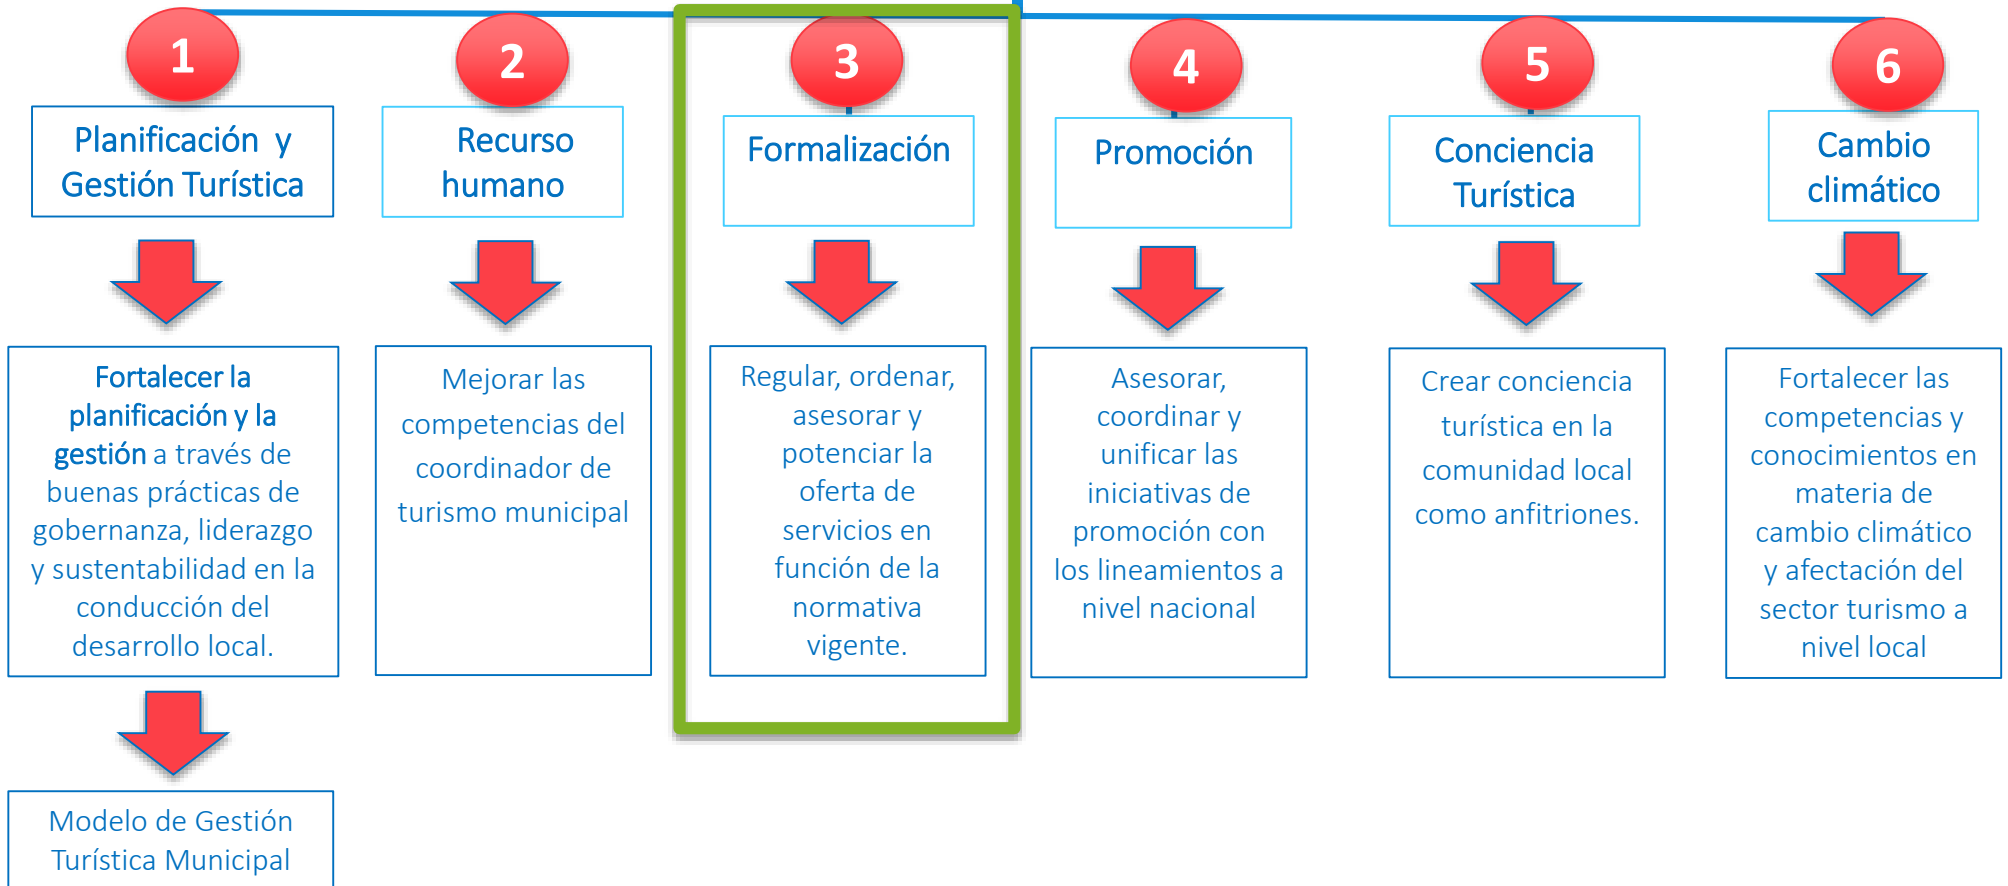 1
Planificación y
Gestión Turística
Fortalecer la
planificación y la
gestión a través de
buenas prácticas de
gobernanza, liderazgo
y sustentabilidad en la
conducción del
desarrollo local.
Modelo de Gestión
Turística Municipal
2
Recurso
humano
Mejorar las
competencias del
coordinador de
turismo municipal
3
Formalización
Regular, ordenar,
asesorar y
potenciar la
oferta de
servicios en
función de la
normativa
vigente.
4
Promoción
Asesorar,
coordinar y
unificar las
iniciativas de
promoción con
los lineamientos a
nivel nacional
5
Conciencia
Turística
Crear conciencia
turística en la
comunidad local
como anfitriones.
6
Cambio
climático
Fortalecer las
competencias y
conocimientos en
materia de
cambio climático
y afectación del
sector turismo a
nivel local